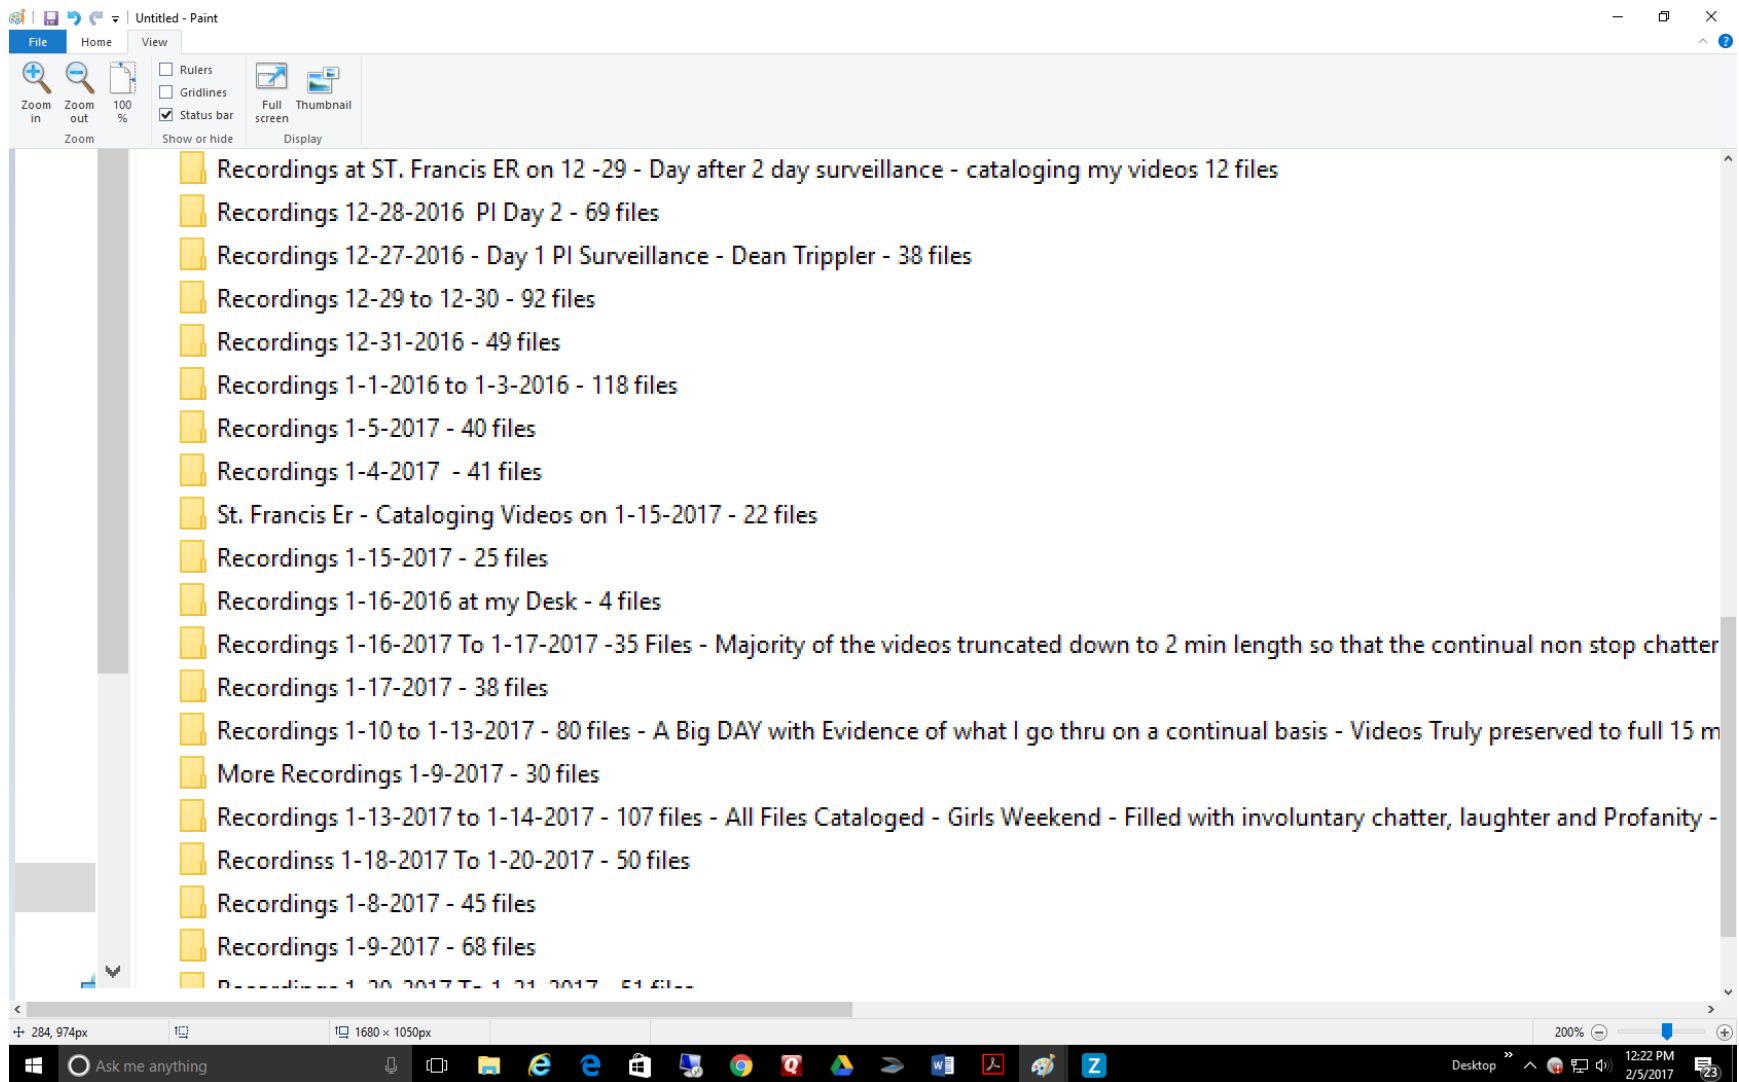 Untitled - Paint
File Home View
Zoom in
Zoom out
100 %
Zoom
Rulers
Gridlines
Status bar
Show or hide
Full screen
Thumbnail
Display
Recordings at ST. Francis ER on 12 -29 - Day after 2 day surveillance - cataloging my videos 12 files
Recordings 12-28-2016  PI Day 2 - 69 files
Recordings 12-27-2016 - Day 1 PI Surveillance - Dean Trippler - 38 files
Recordings 12-29 to 12-30 - 92 files
Recordings 12-31-2016 - 49 files
Recordings 1-1-2016 to 1-3-2016 - 118 files
Recordings 1-5-2017 - 40 files
Recordings 1-4-2017  - 41 files
St. Francis Er - Cataloging Videos on 1-15-2017 - 22 files
Recordings 1-15-2017 - 25 files
Recordings 1-16-2016 at my Desk - 4 files
Recordings 1-16-2017 To 1-17-2017 -35 Files - Majority of the videos truncated down to 2 min length so that the continual non stop chatter
Recordings 1-17-2017 - 38 files
Recordings 1-10 to 1-13-2017 - 80 files - A Big DAY with Evidence of what I go thru on a continual basis - Videos Truly preserved to full 15 m
More Recordings 1-9-2017 - 30 files
Recordings 1-13-2017 to 1-14-2017 - 107 files - All Files Cataloged - Girls Weekend - Filled with involuntary chatter, laughter and Profanity -
Recordinss 1-18-2017 To 1-20-2017 - 50 files
Recordings 1-8-2017 - 45 files
Recordings 1-9-2017 - 68 files
Recordings 1-20-2017 To 1-21-2017 - 51 files
284, 974px
1680 × 1050px
200%
Ask me anything
Desktop
12:22 PM
2/5/2017
23